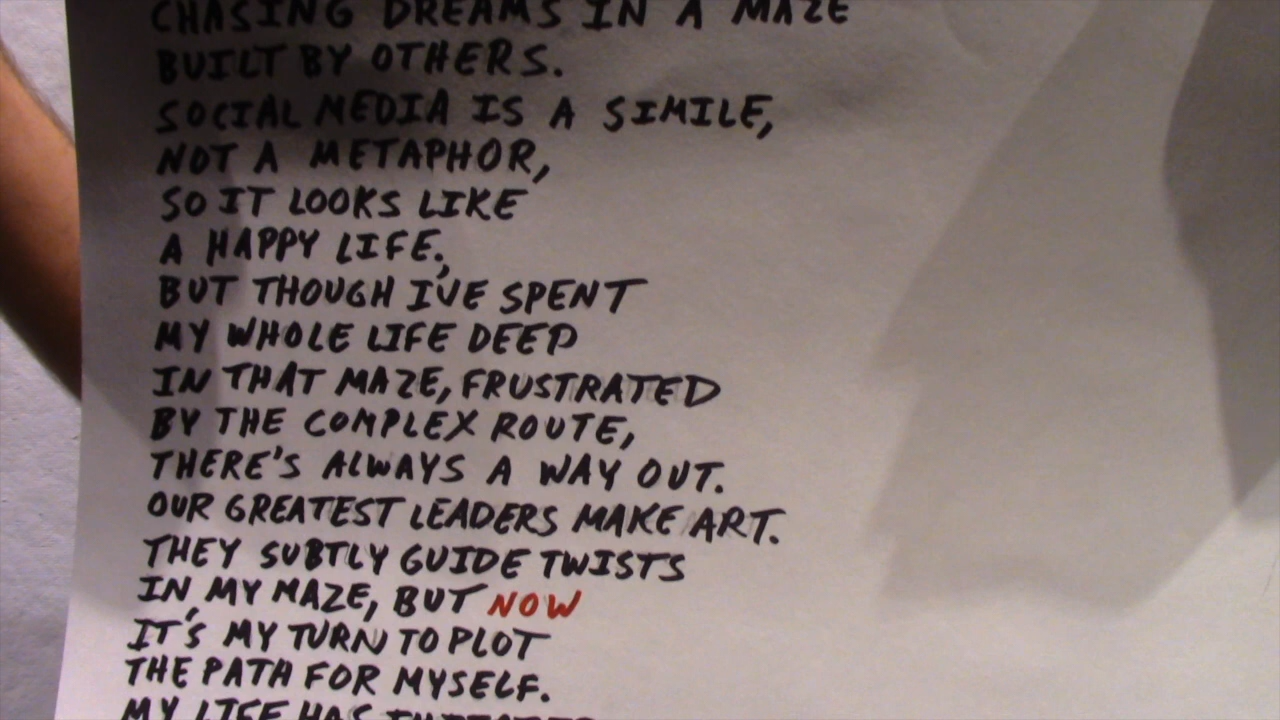 CHASING DREAMS IN A MAZE
BUILT BY OTHERS.
SOCIAL MEDIA IS A SIMILE,
NOT A METAPHOR,
SO IT LOOKS LIKE
A HAPPY LIFE,
BUT THOUGH I'VE SPENT
MY WHOLE LIFE DEEP
IN THAT MAZE, FRUSTRATED
BY THE COMPLEX ROUTE,
THERE'S ALWAYS A WAY OUT.
OUR GREATEST LEADERS MAKE ART.
THEY SUBTLY GUIDE TWISTS
IN MY MAZE, BUT NOW
IT'S MY TURN TO PLOT
THE PATH FOR MYSELF.
MY LIFE HAS